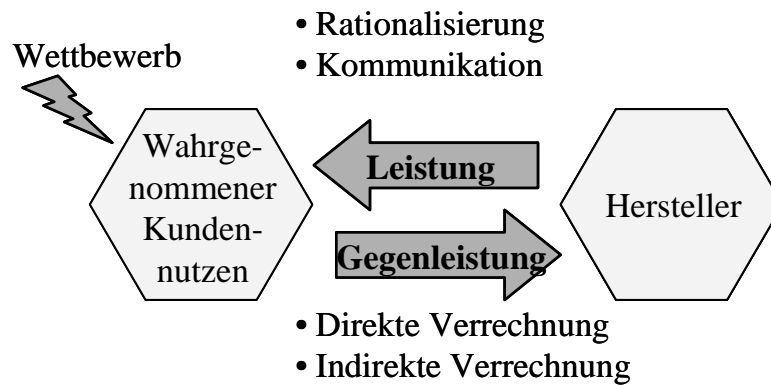 • Rationalisierung
Wettbewerb
• Kommunikation
Wahrge-
nommener
Kunden-
nutzen
Leistung
Hersteller
Gegenleistung
• Direkte Verrechnung
• Indirekte Verrechnung